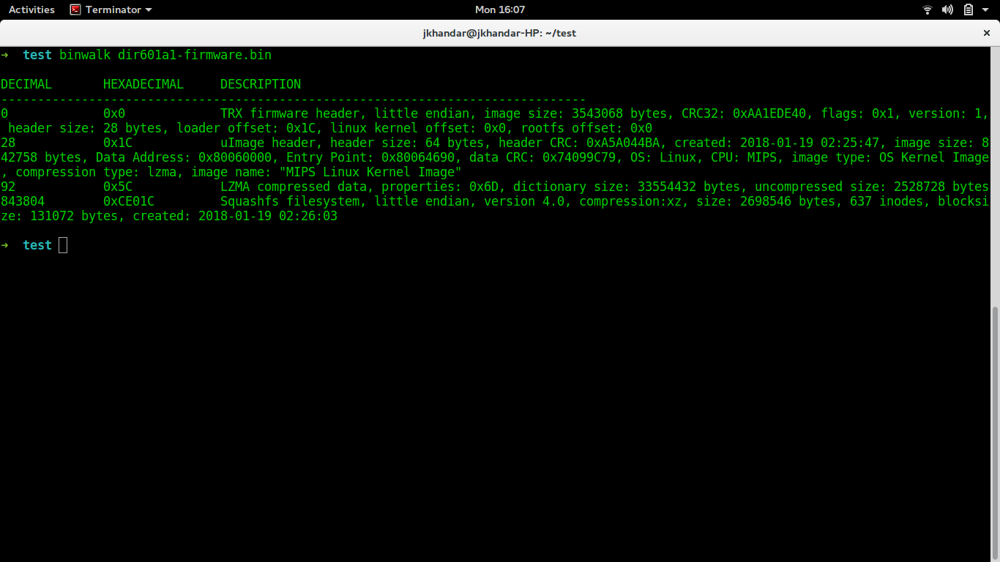 Activities Terminator Mon 16:07
jkhandar@jkhandar-HP: ~/test ×
➜  test binwalk dir601a1-firmware.bin
DECIMAL       HEXADECIMAL     DESCRIPTION
--------------------------------------------------------------------------------
0             0x0             TRX firmware header, little endian, image size: 3543068 bytes, CRC32: 0xAA1EDE40, flags: 0x1, version: 1,
 header size: 28 bytes, loader offset: 0x1C, linux kernel offset: 0x0, rootfs offset: 0x0
28            0x1C            uImage header, header size: 64 bytes, header CRC: 0xA5A044BA, created: 2018-01-19 02:25:47, image size: 8
42758 bytes, Data Address: 0x80060000, Entry Point: 0x80064690, data CRC: 0x74099C79, OS: Linux, CPU: MIPS, image type: OS Kernel Image
, compression type: lzma, image name: "MIPS Linux Kernel Image"
92            0x5C            LZMA compressed data, properties: 0x6D, dictionary size: 33554432 bytes, uncompressed size: 2528728 bytes
843804        0xCE01C         Squashfs filesystem, little endian, version 4.0, compression:xz, size: 2698546 bytes, 637 inodes, blocksi
ze: 131072 bytes, created: 2018-01-19 02:26:03
➜  test